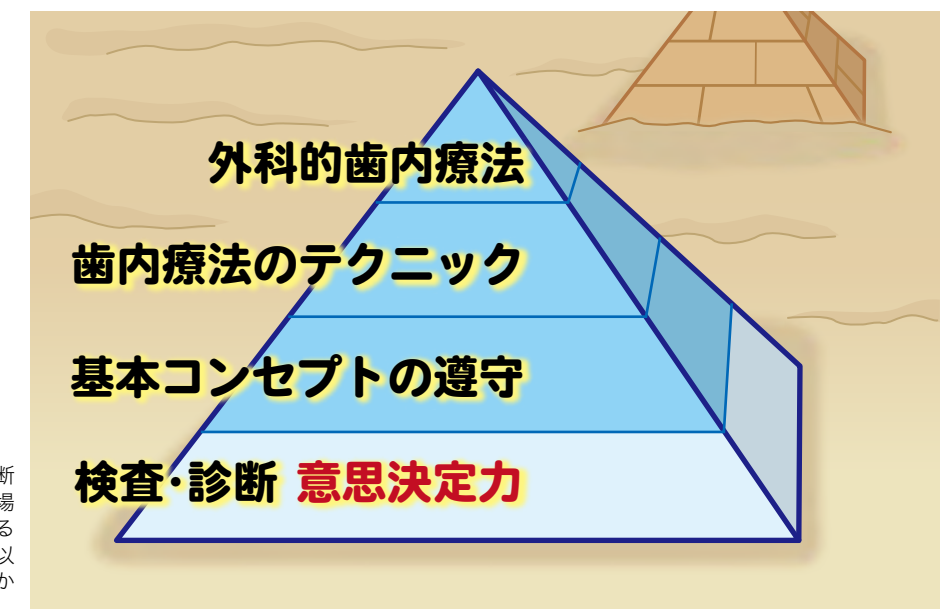 外科的歯内療法
歯内療法のテクニック
基本コンセプトの遵守
検査・診断 意思決定力
断
場
る
以
か